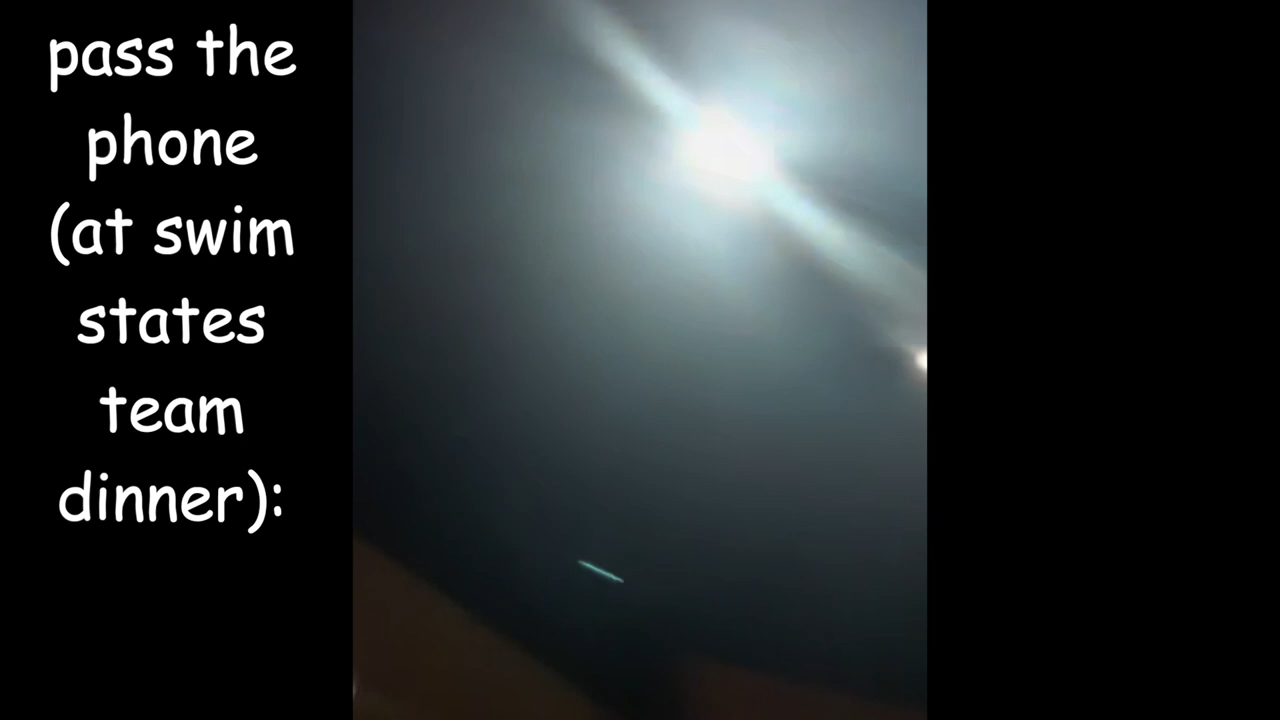 pass the
phone
(at swim
states
team
dinner):